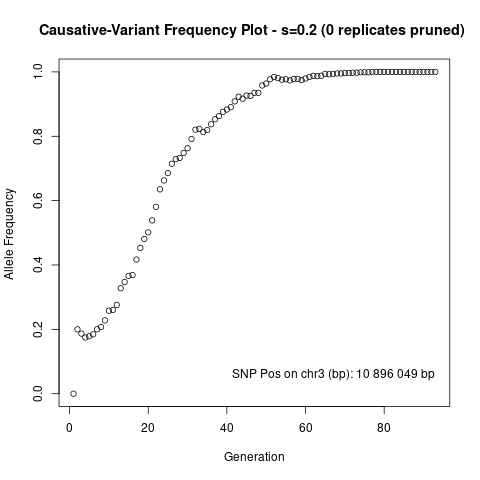 Causative-Variant Frequency Plot - s=0.2 (0 replicates pruned)
1.0
0.8
0.6
0.4
0.2
0.0
Allele Frequency
SNP Pos on chr3 (bp): 10 896 049 bp
0 20 40 60 80
Generation